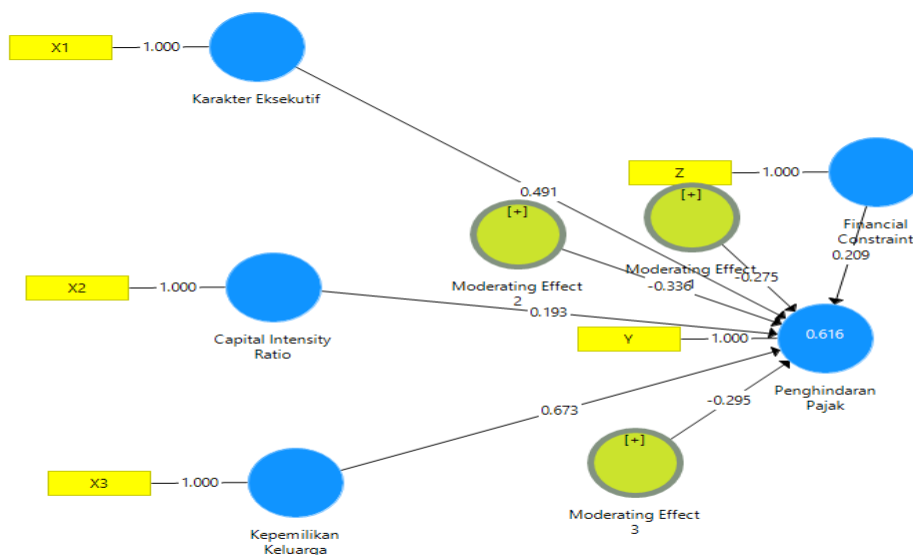 X1
1.000
Karakter Eksekutif
0.491
Z
1.000
[+]
[+]
Financial
Constraint
0.209
Moderating Effect
1
-0.275
Moderating Effect
2
-0.336
X2
1.000
0.193
Capital Intensity
Ratio
Y
1.000
0.616
Penghindaran
Pajak
0.673
-0.295
[+]
X3
1.000
Moderating Effect
3
Kepemilikan
Keluarga